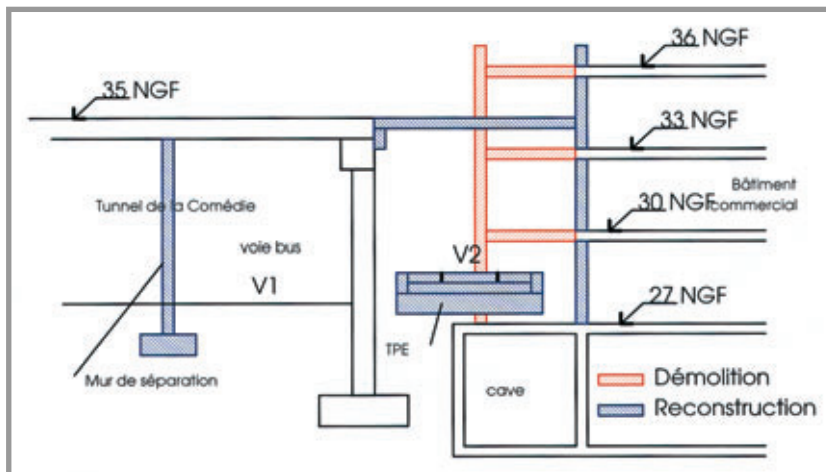 36 NGF
35 NGF
33 NGF
Bâtiment
commercial
30 NGF
Tunnel de la Comédie
voie bus
V2
V1
27 NGF
TPE
Mur de séparation
cave
Démolition
Reconstruction